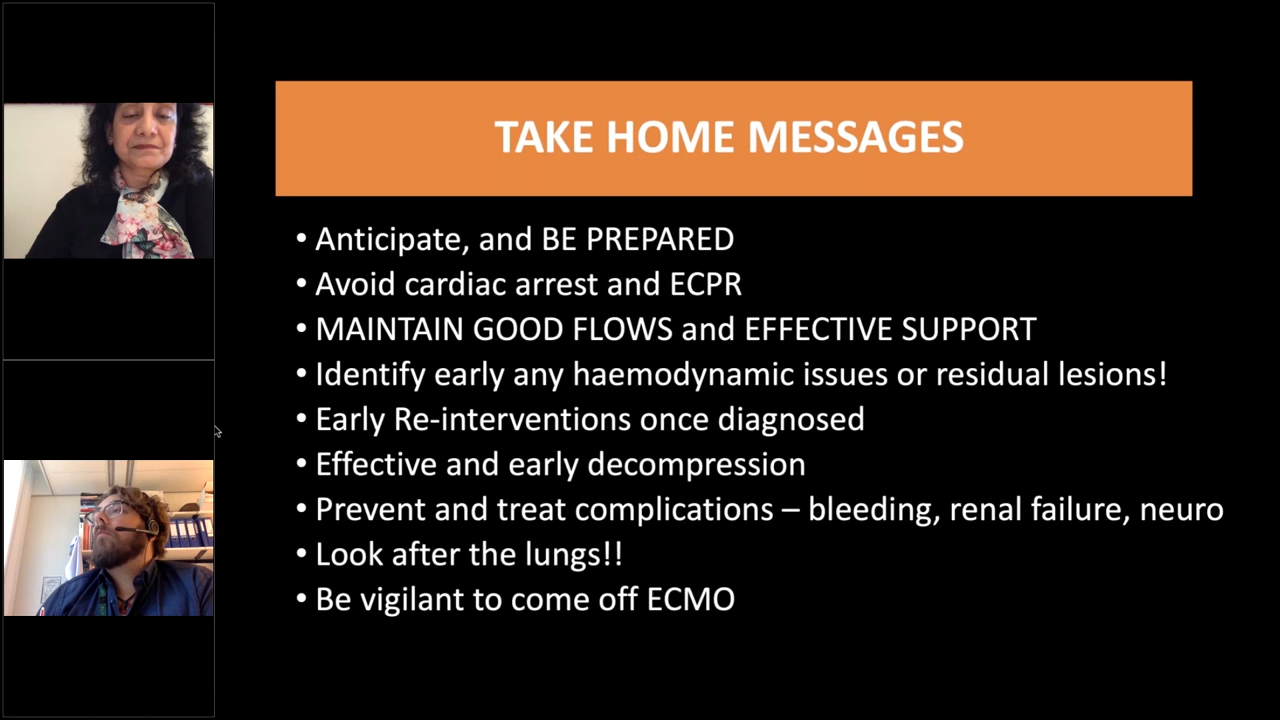 TAKE HOME MESSAGES
• Anticipate, and BE PREPARED
• Avoid cardiac arrest and ECPR
• MAINTAIN GOOD FLOWS and EFFECTIVE SUPPORT
• Identify early any haemodynamic issues or residual lesions!
• Early Re-interventions once diagnosed
• Effective and early decompression
• Prevent and treat complications – bleeding, renal failure, neuro
• Look after the lungs!!
• Be vigilant to come off ECMO